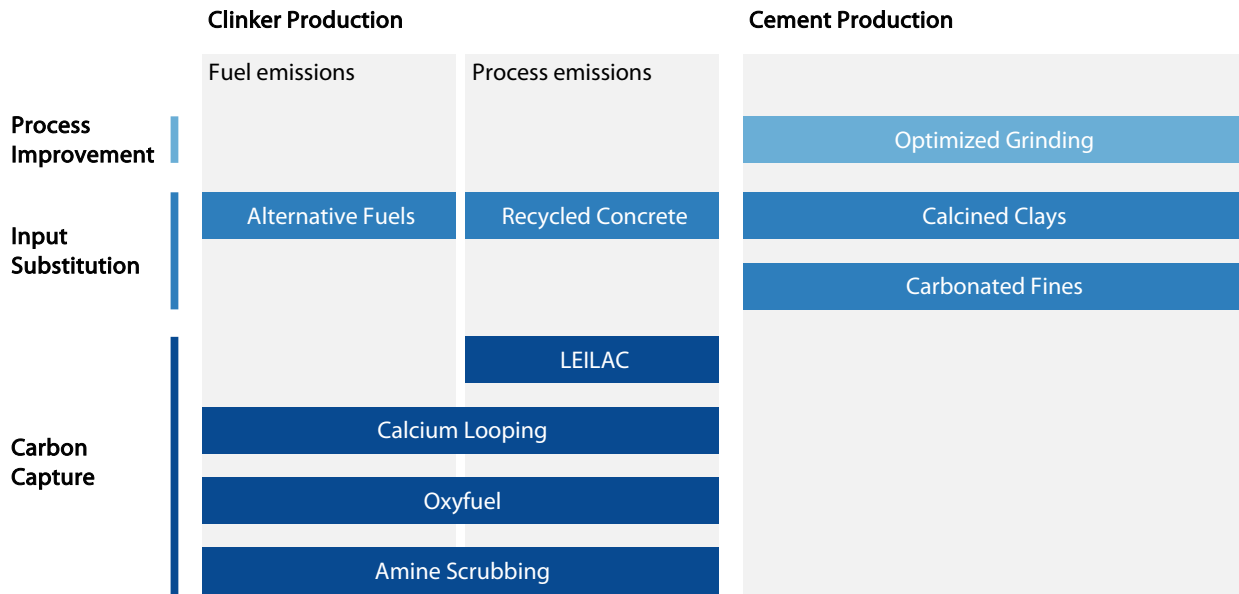 Clinker Production
Cement Production
Fuel emissions
Process emissions
Process
Improvement
Optimized Grinding
Input
Substitution
Alternative Fuels
Recycled Concrete
Calcined Clays
Carbonated Fines
Carbon
Capture
LEILAC
Calcium Looping
Oxyfuel
Amine Scrubbing